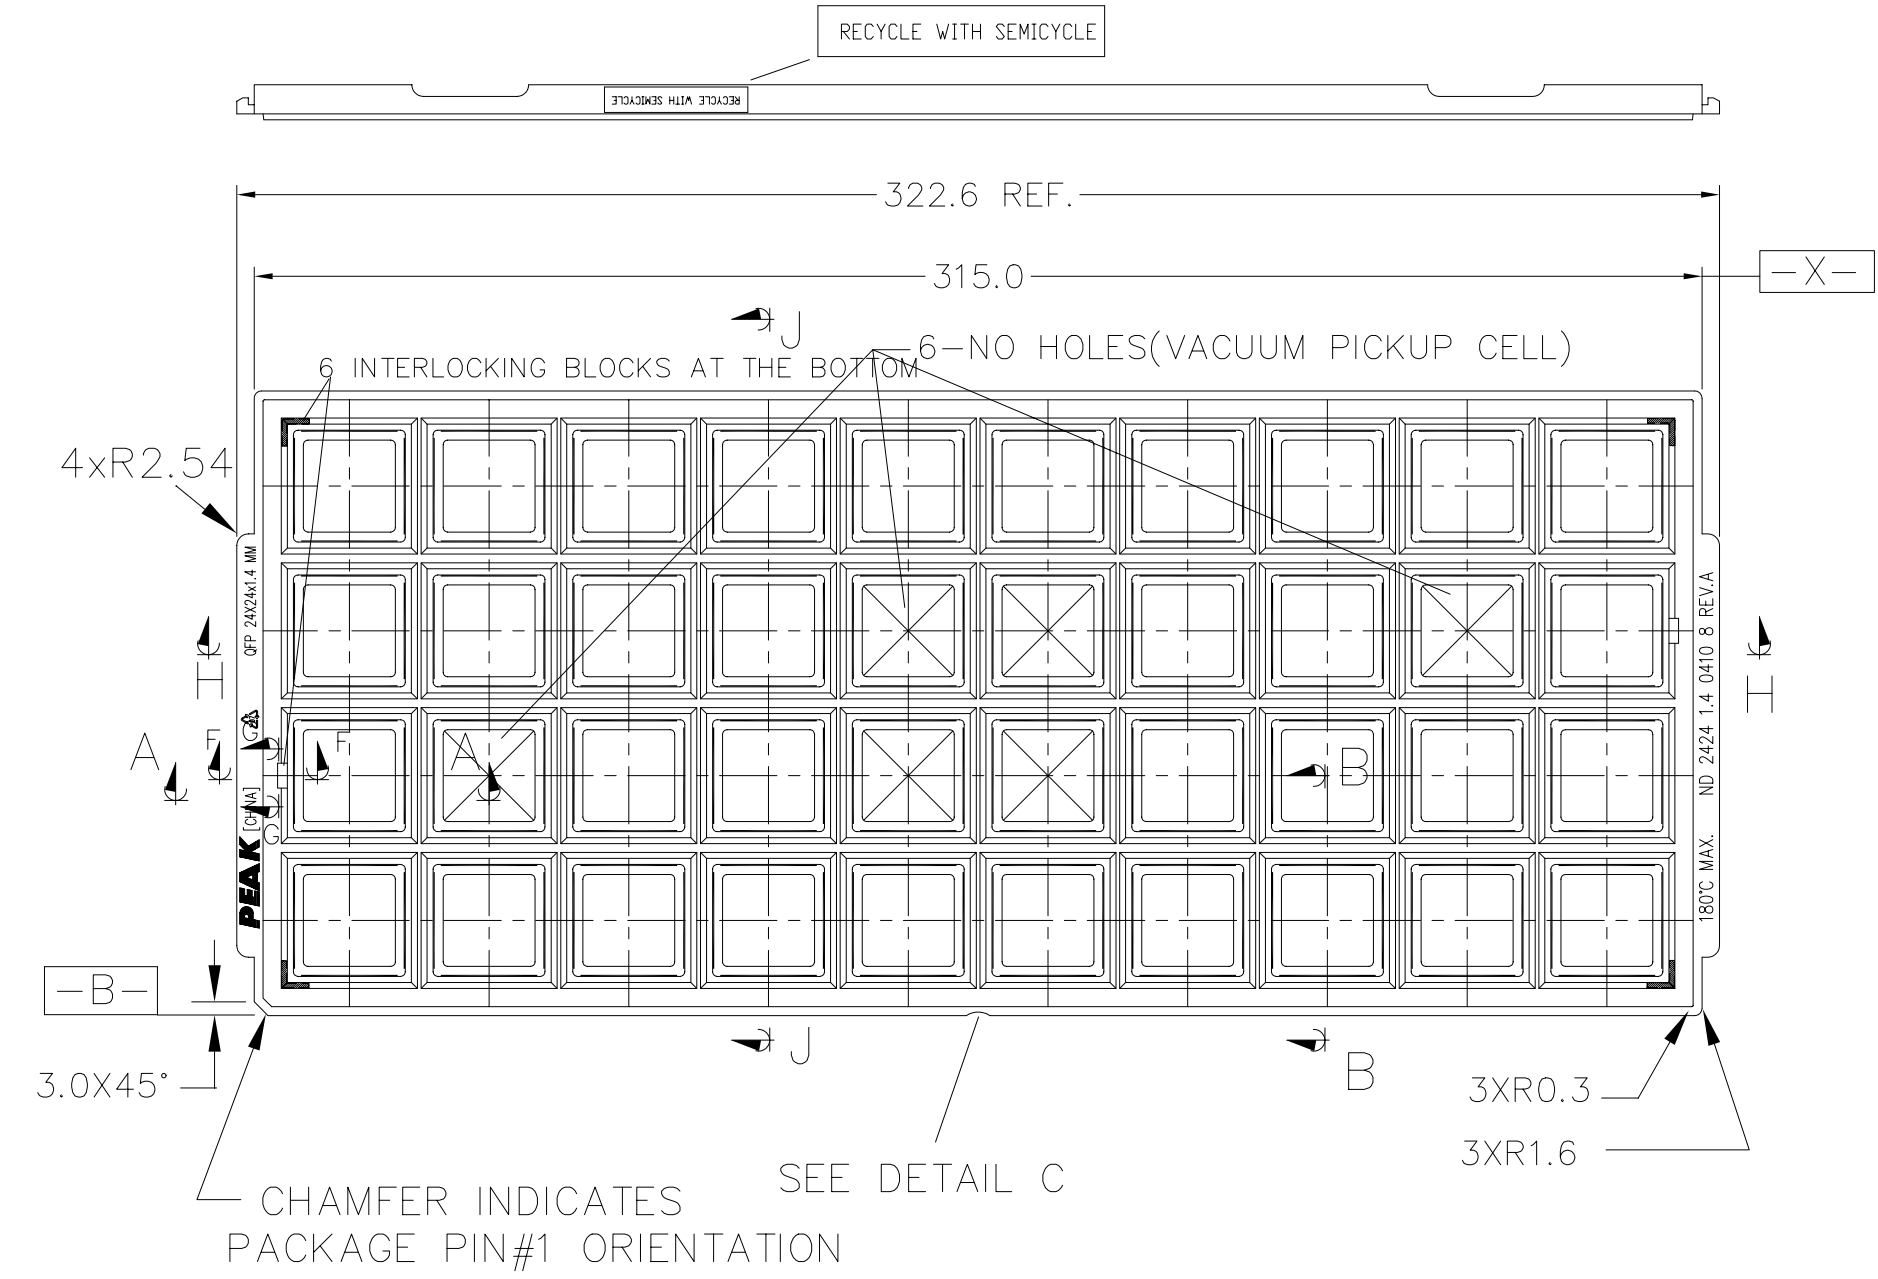 RECYCLE WITH SEMICYCLE
RECYCLE WITH SEMICYCLE
322.6 REF.
315.0
-X-
J
6-NO HOLES(VACUUM PICKUP CELL)
6 INTERLOCKING BLOCKS AT THE BOTTOM
4xR2.54
QFP 24X24x1.4 MM
H
H
ND 2424 1.4 0410 8 REV.A
A
F
G
F
A
B
[CHINA]
G
PEAK
180°C MAX.
-B-
3.0X45°
J
B
3XR0.3
3XR1.6
SEE DETAIL C
CHAMFER INDICATES
PACKAGE PIN#1 ORIENTATION